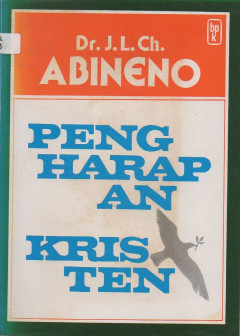 Dr. J. L. Ch.
ABINENO
bpk
PENG
HARAP
AN
KRIS
TEN